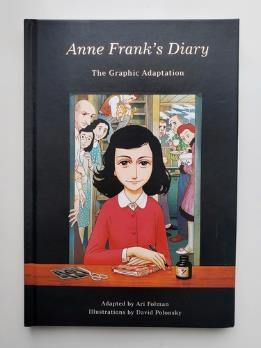 Anne Frank's Diary
The Graphic Adaptation
Adapted by Ari Folman
Illustrations by David Polonsky